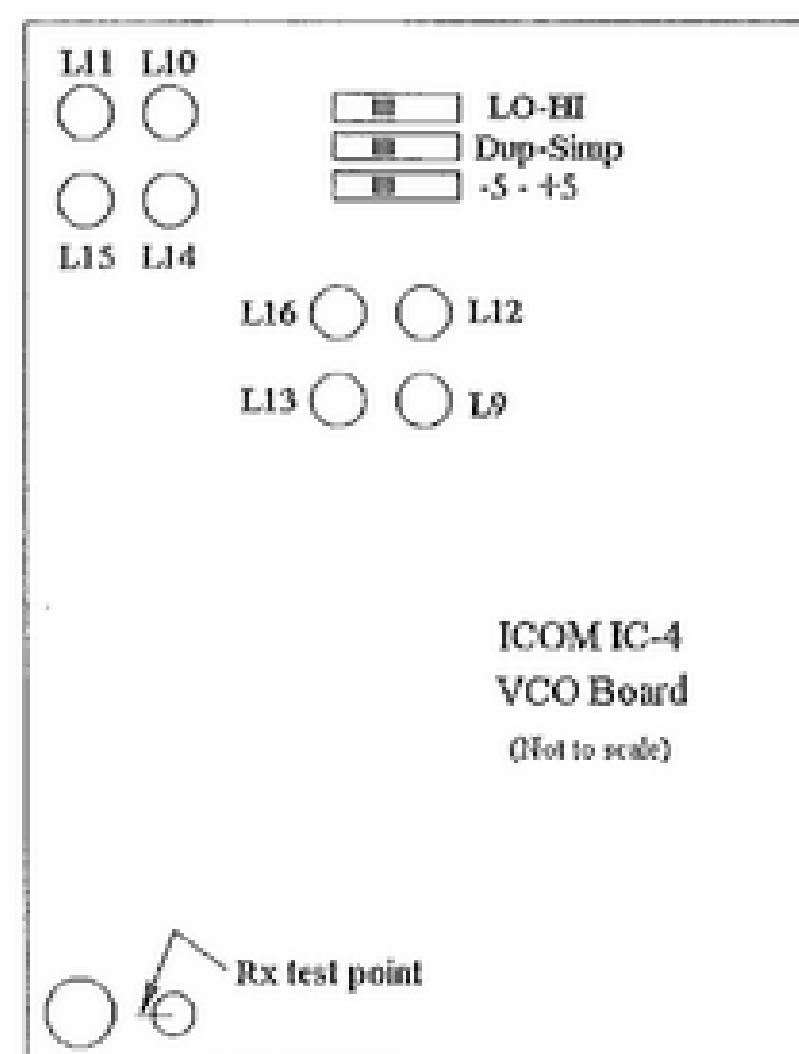 L11 L10
LO-HI
Dup-Simp
-5 - +5
L15 L14
L16 L12
L13 L9
ICOM IC-4
VCO Board
(Not to scale)
Rx test point